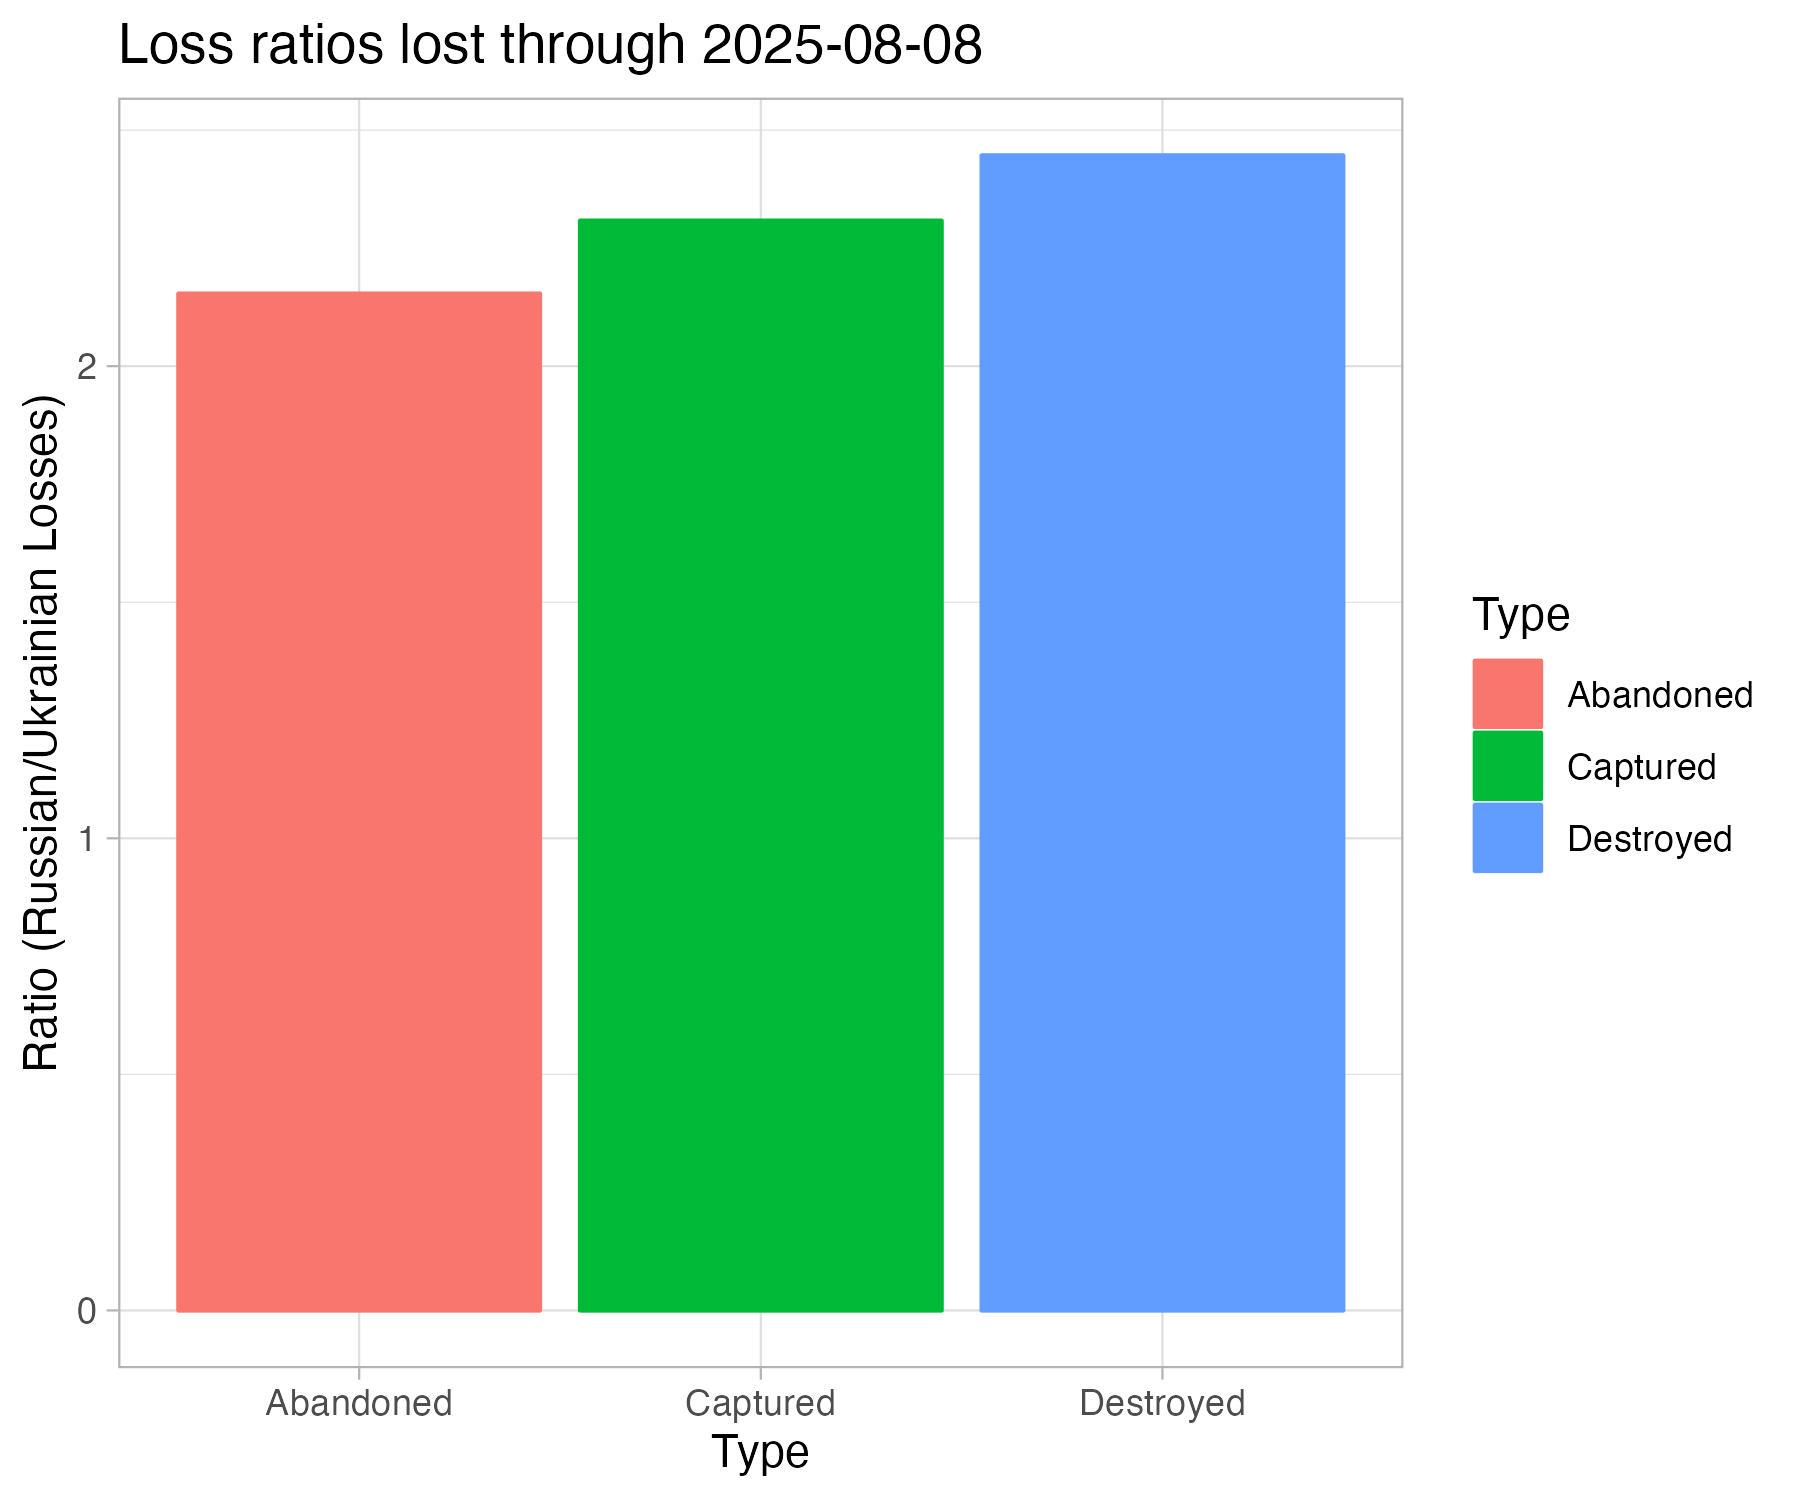 Loss ratios lost through 2025-08-08
Ratio (Russian/Ukrainian Losses)
2
1
0
Abandoned
Captured
Destroyed
Type
Type
Abandoned
Captured
Destroyed